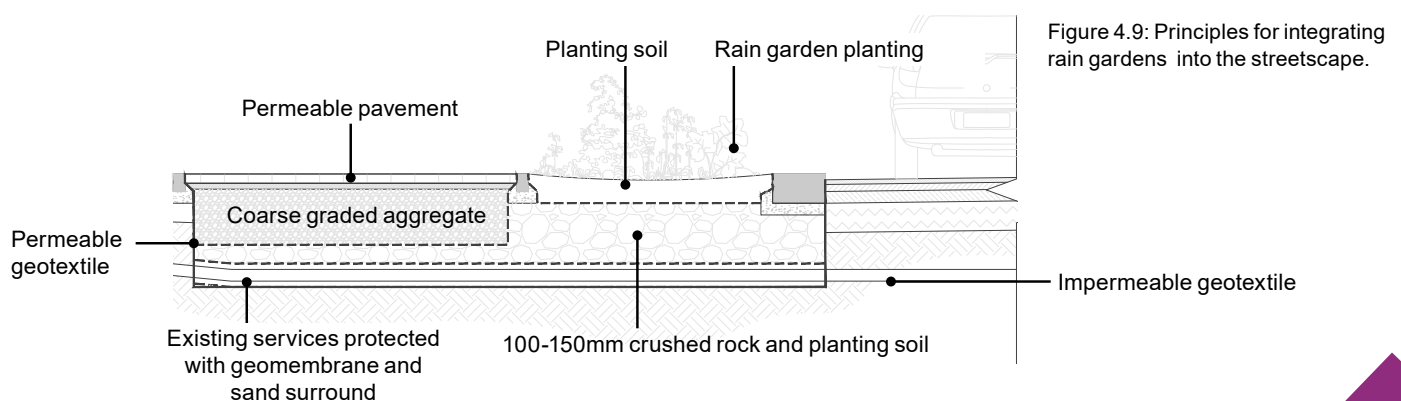 Figure 4.9: Principles for integrating
rain gardens into the streetscape.
Planting soil
Rain garden planting
Permeable pavement
Coarse graded aggregate
Permeable
geotextile
Impermeable geotextile
Existing services protected
with geomembrane and
sand surround
100-150mm crushed rock and planting soil